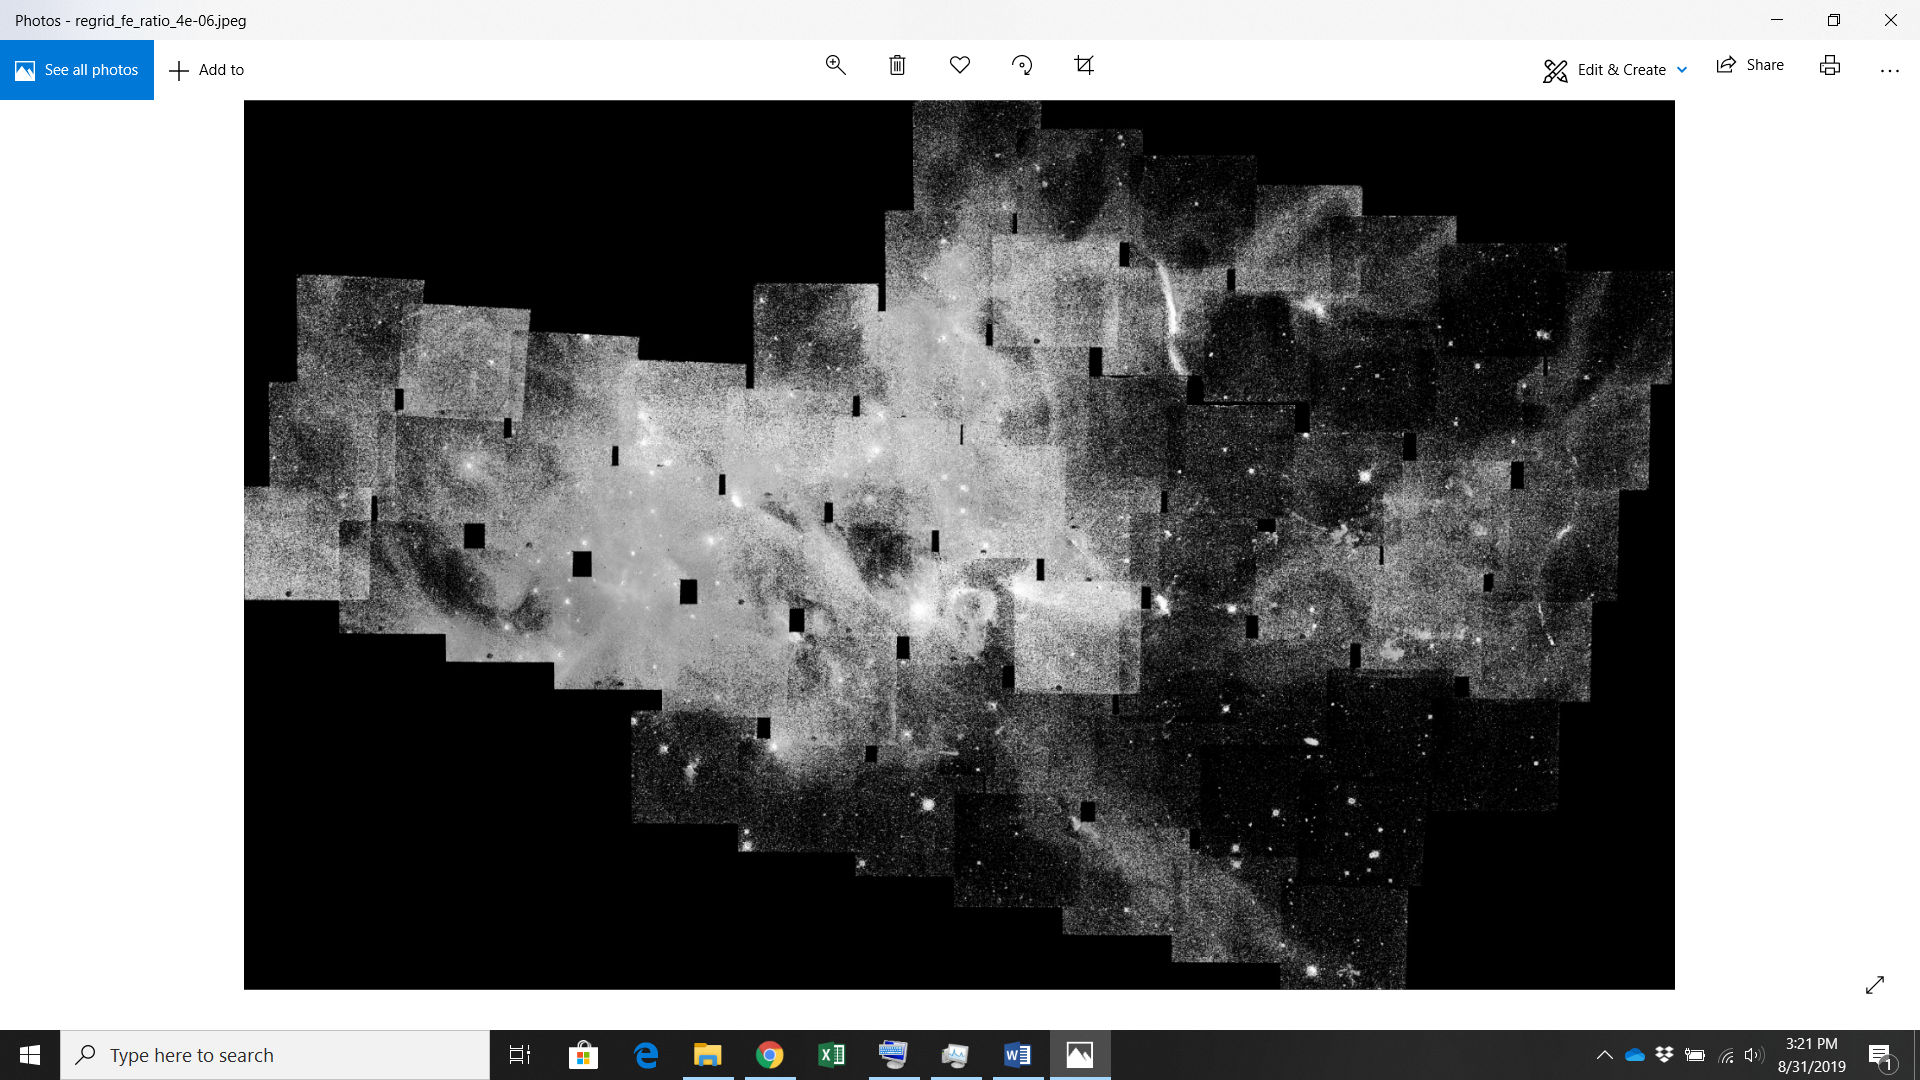 Photos - regrid_fe_ratio_4e-06.jpeg
See all photos
Add to
Edit & Create
Share
Type here to search
3:21 PM
8/31/2019
1